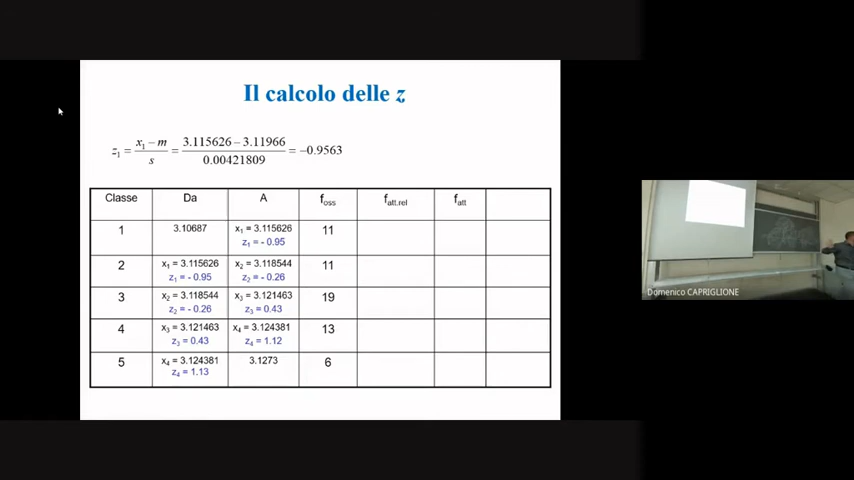 Il calcolo delle z
z1 = x1 – m / s = 3.115626 – 3.11966 / 0.00421809 = –0.9563
Classe Da A foss fatt.rel fatt
1 3.10687 x1 = 3.115626 11
z1 = - 0.95
2 x1 = 3.115626 x2 = 3.118544 11
z1 = - 0.95 z2 = - 0.26
3 x2 = 3.118544 x3 = 3.121463 19
z2 = - 0.26 z3 = 0.43
4 x3 = 3.121463 x4 = 3.124381 13
z3 = 0.43 z4 = 1.12
5 x4 = 3.124381 3.1273 6
z4 = 1.13
Domenico CAPRIGLIONE